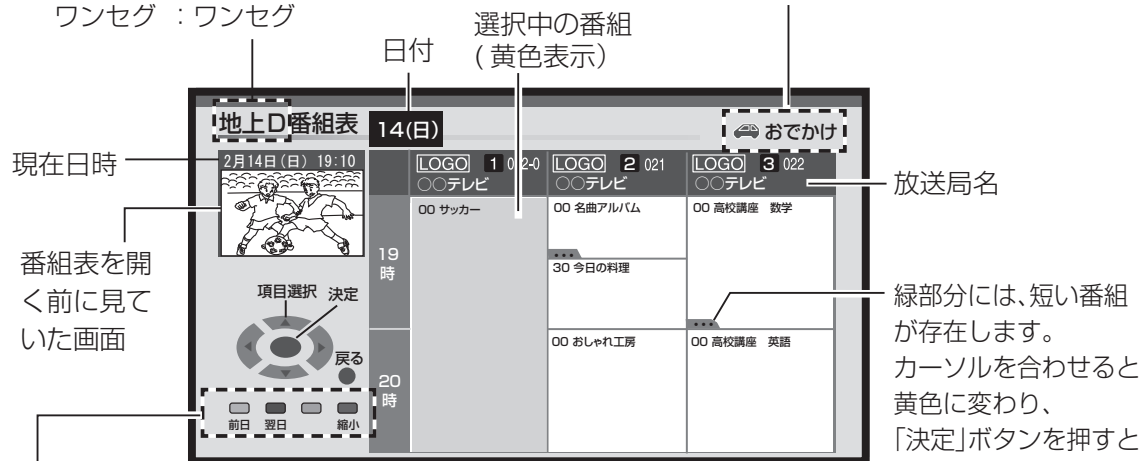 ワンセグ ：ワンセグ
選択中の番組
(黄色表示)
日付
地上D番組表
14(日)
おでかけ
現在日時
2月14日(日) 19:10
LOGO 1
○○テレビ
LOGO 2 021
○○テレビ
LOGO 3 022
○○テレビ
放送局名
00 サッカー
00 名曲アルバム
00 高校講座 数学
19
時
30 今日の料理
番組表を開
く前に見て
いた画面
項目選択 決定
戻る
緑部分には、短い番組
が存在します。
カーソルを合わせると
黄色に変わり、
「決定」ボタンを押すと
00 おしゃれ工房
00 高校講座 英語
20
時
前日 翌日 縮小